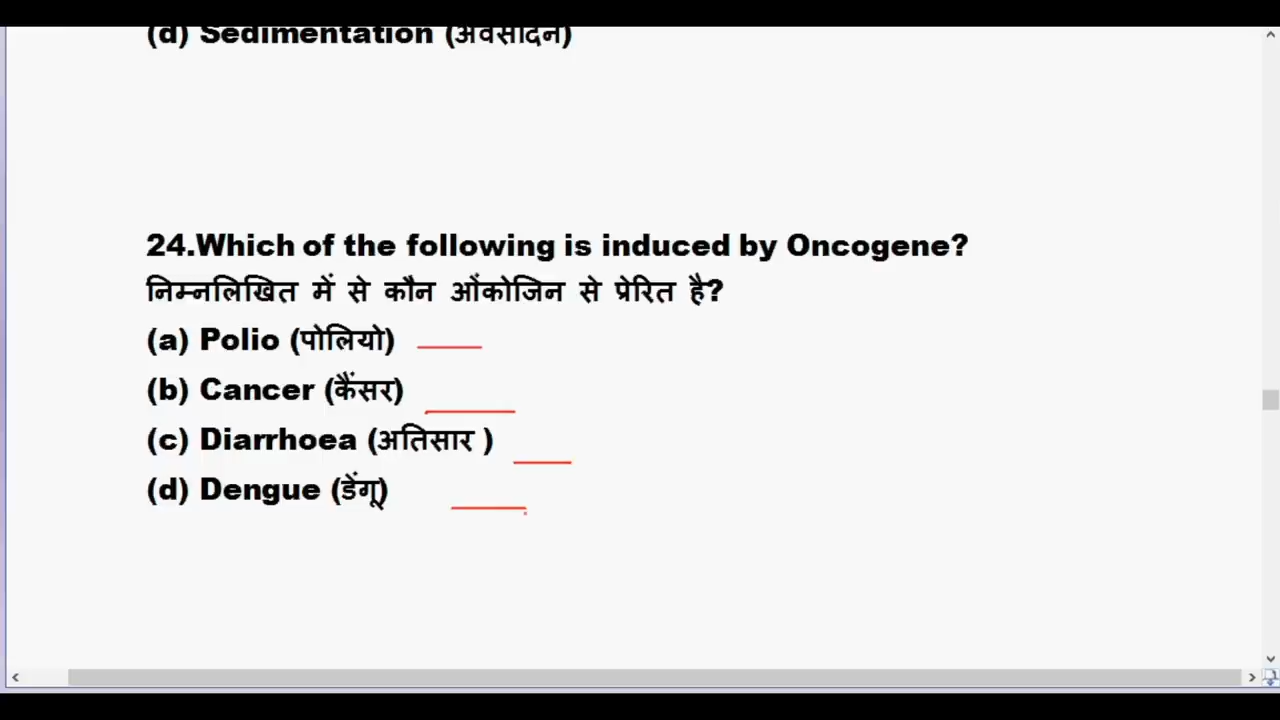 (d) Sedimentation (अवसादन)
24.Which of the following is induced by Oncogene?
निम्नलिखित में से कौन ओंकोजिन से प्रेरित है?
(a) Polio (पोलियो)
(b) Cancer (कैंसर)
(c) Diarrhoea (अतिसार )
(d) Dengue (डेंगू)